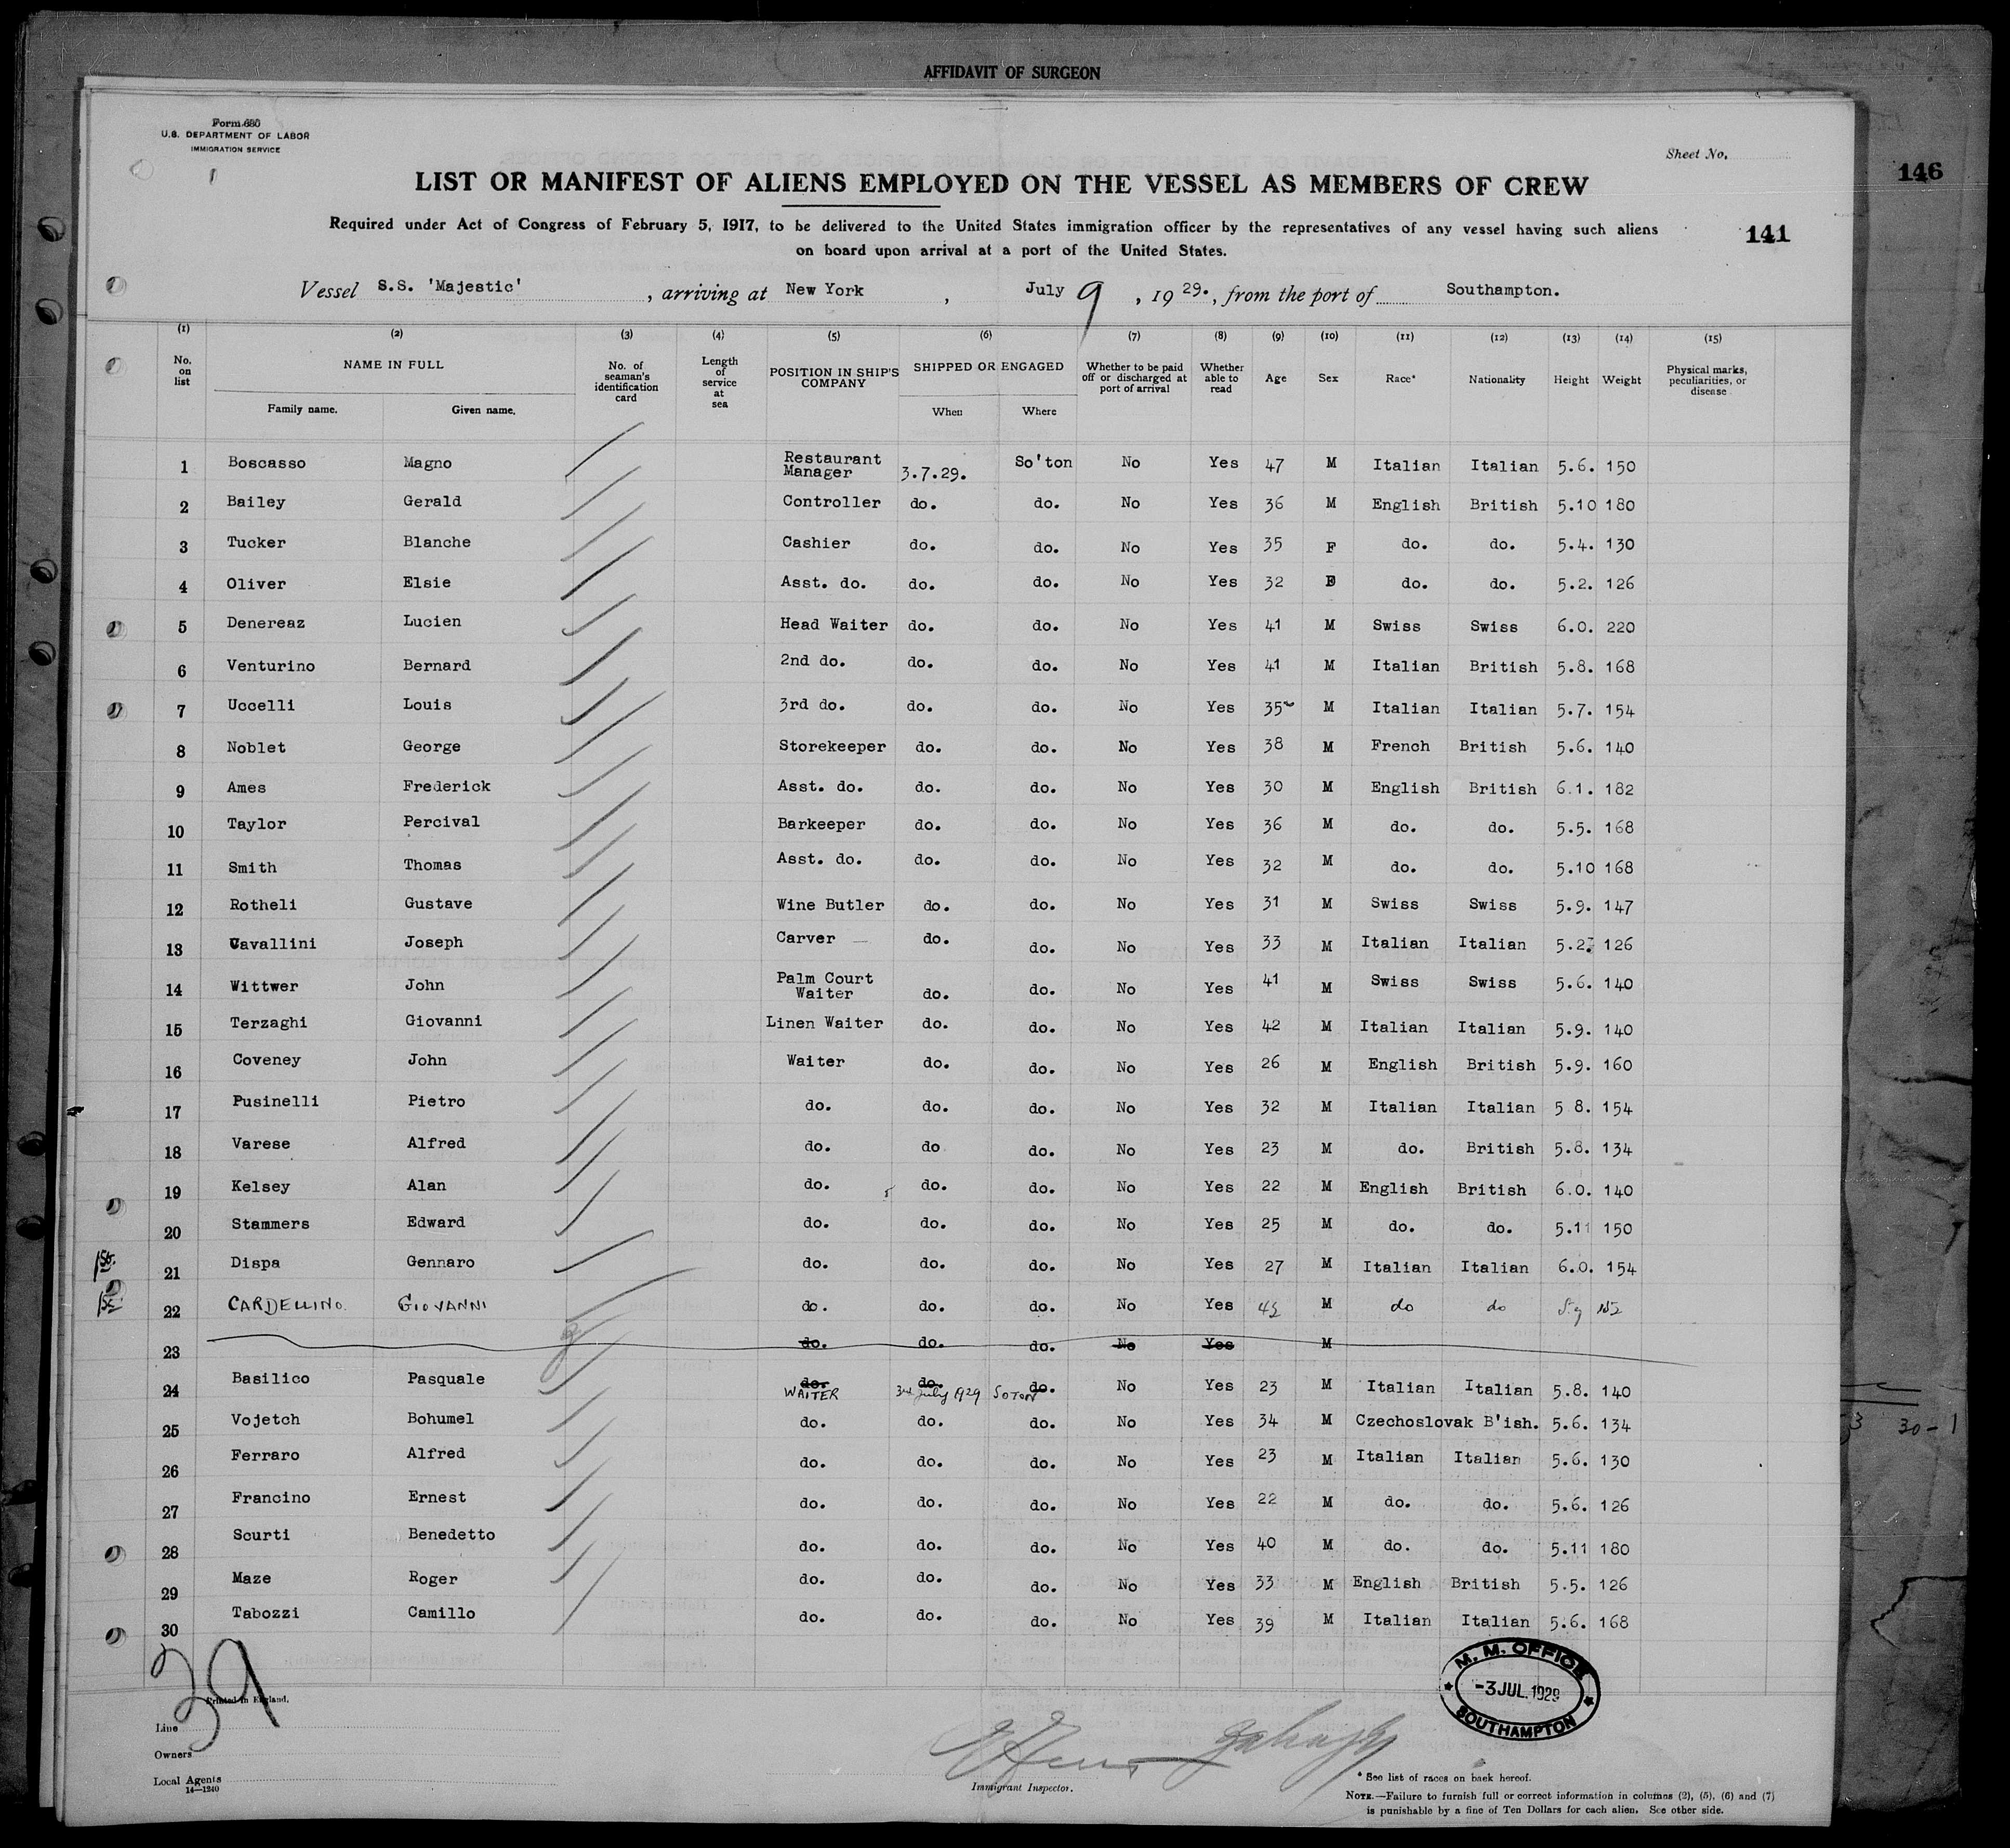 AFFIDAVIT OF SURGEON
Form 680
U.S. DEPARTMENT OF LABOR
IMMIGRATION SERVICE
Sheet No.
146
LIST OR MANIFEST OF ALIENS EMPLOYED ON THE VESSEL AS MEMBERS OF CREW
Required under Act of Congress of February 5, 1917, to be delivered to the United States immigration officer by the representatives of any vessel having such aliens
on board upon arrival at a port of the United States.
141
Vessel S.S. 'Majestic' , arriving at New York , July 9 , 19 29. , from the port of Southampton.
(1) (2) (3) (4) (5) (6) (7) (8) (9) (10) (11) (12) (13) (14) (15)
No. on list NAME IN FULL Family name. Given name. No. of seaman's identification card Length of service at sea POSITION IN SHIP'S COMPANY SHIPPED OR ENGAGED When Where Whether to be paid off or discharged at port of arrival Whether able to read Age Sex Race* Nationality Height Weight Physical marks, peculiarities, or disease
1 Boscasso Magno Restaurant Manager 3.7.29. So'ton No Yes 47 M Italian Italian 5.6. 150
2 Bailey Gerald Controller do. do. No Yes 36 M English British 5.10 180
3 Tucker Blanche Cashier do. do. No Yes 35 F do. do. 5.4. 130
4 Oliver Elsie Asst. do. do. do. No Yes 32 F do. do. 5.2. 126
5 Denereaz Lucien Head Waiter do. do. No Yes 41 M Swiss Swiss 6.0. 220
6 Venturino Bernard 2nd do. do. do. No Yes 41 M Italian British 5.8. 168
7 Uccelli Louis 3rd do. do. do. No Yes 35 M Italian Italian 5.7. 154
8 Noblet George Storekeeper do. do. No Yes 38 M French British 5.6. 140
9 Ames Frederick Asst. do. do. do. No Yes 30 M English British 6.1. 182
10 Taylor Percival Barkeeper do. do. No Yes 36 M do. do. 5.5. 168
11 Smith Thomas Asst. do. do. do. No Yes 32 M do. do. 5.10 168
12 Rotheli Gustave Wine Butler do. do. No Yes 31 M Swiss Swiss 5.9. 147
13 Cavallini Joseph Carver do. do. No Yes 33 M Italian Italian 5.2. 126
14 Wittwer John Palm Court Waiter do. do. No Yes 41 M Swiss Swiss 5.6. 140
15 Terzaghi Giovanni Linen Waiter do. do. No Yes 42 M Italian Italian 5.9. 140
16 Coveney John Waiter do. do. No Yes 26 M English British 5.9. 160
17 Pusinelli Pietro do. do. do. No Yes 32 M Italian Italian 5 8. 154
18 Varese Alfred do. do do. No Yes 23 M do. British 5.8. 134
19 Kelsey Alan do. do. do. No Yes 22 M English British 6.0. 140
20 Stammers Edward do. do. do. No Yes 25 M do. do. 5.11 150
21 Dispa Gennaro do. do. do. No Yes 27 M Italian Italian 6.0. 154
22 CARDELLINO. GIOVANNI do. do. do. No Yes M do do 5.9 152
23 do. do. do. No Yes M
24 Basilico Pasquale do. WAITER do. 3rd July 1929 SOTON do. No Yes 23 M Italian Italian 5.8. 140
25 Vojetch Bohumel do. do. do. No Yes 34 M Czechoslovak B'ish. 5.6. 134
26 Ferraro Alfred do. do. do. No Yes 23 M Italian Italian 5.6. 130
27 Francino Ernest do. do. do. No Yes 22 M do. do. 5.6. 126
28 Scurti Benedetto do. do. do. No Yes 40 M do. do. 5.11 180
29 Maze Roger do. do. do. No Yes 33 M English British 5.5. 126
30 Tabozzi Camillo do. do. do. No Yes 39 M Italian Italian 5.6. 168
30 - 1
39
M. M. OFFICE
-3 JUL. 1929
SOUTHAMPTON
Printed in England.
Line
Owners
Local Agents
14—1240
Immigrant Inspector.
* See list of races on back hereof.
NOTE.—Failure to furnish full or correct information in columns (2), (5), (6) and (7)
is punishable by a fine of Ten Dollars for each alien. See other side.